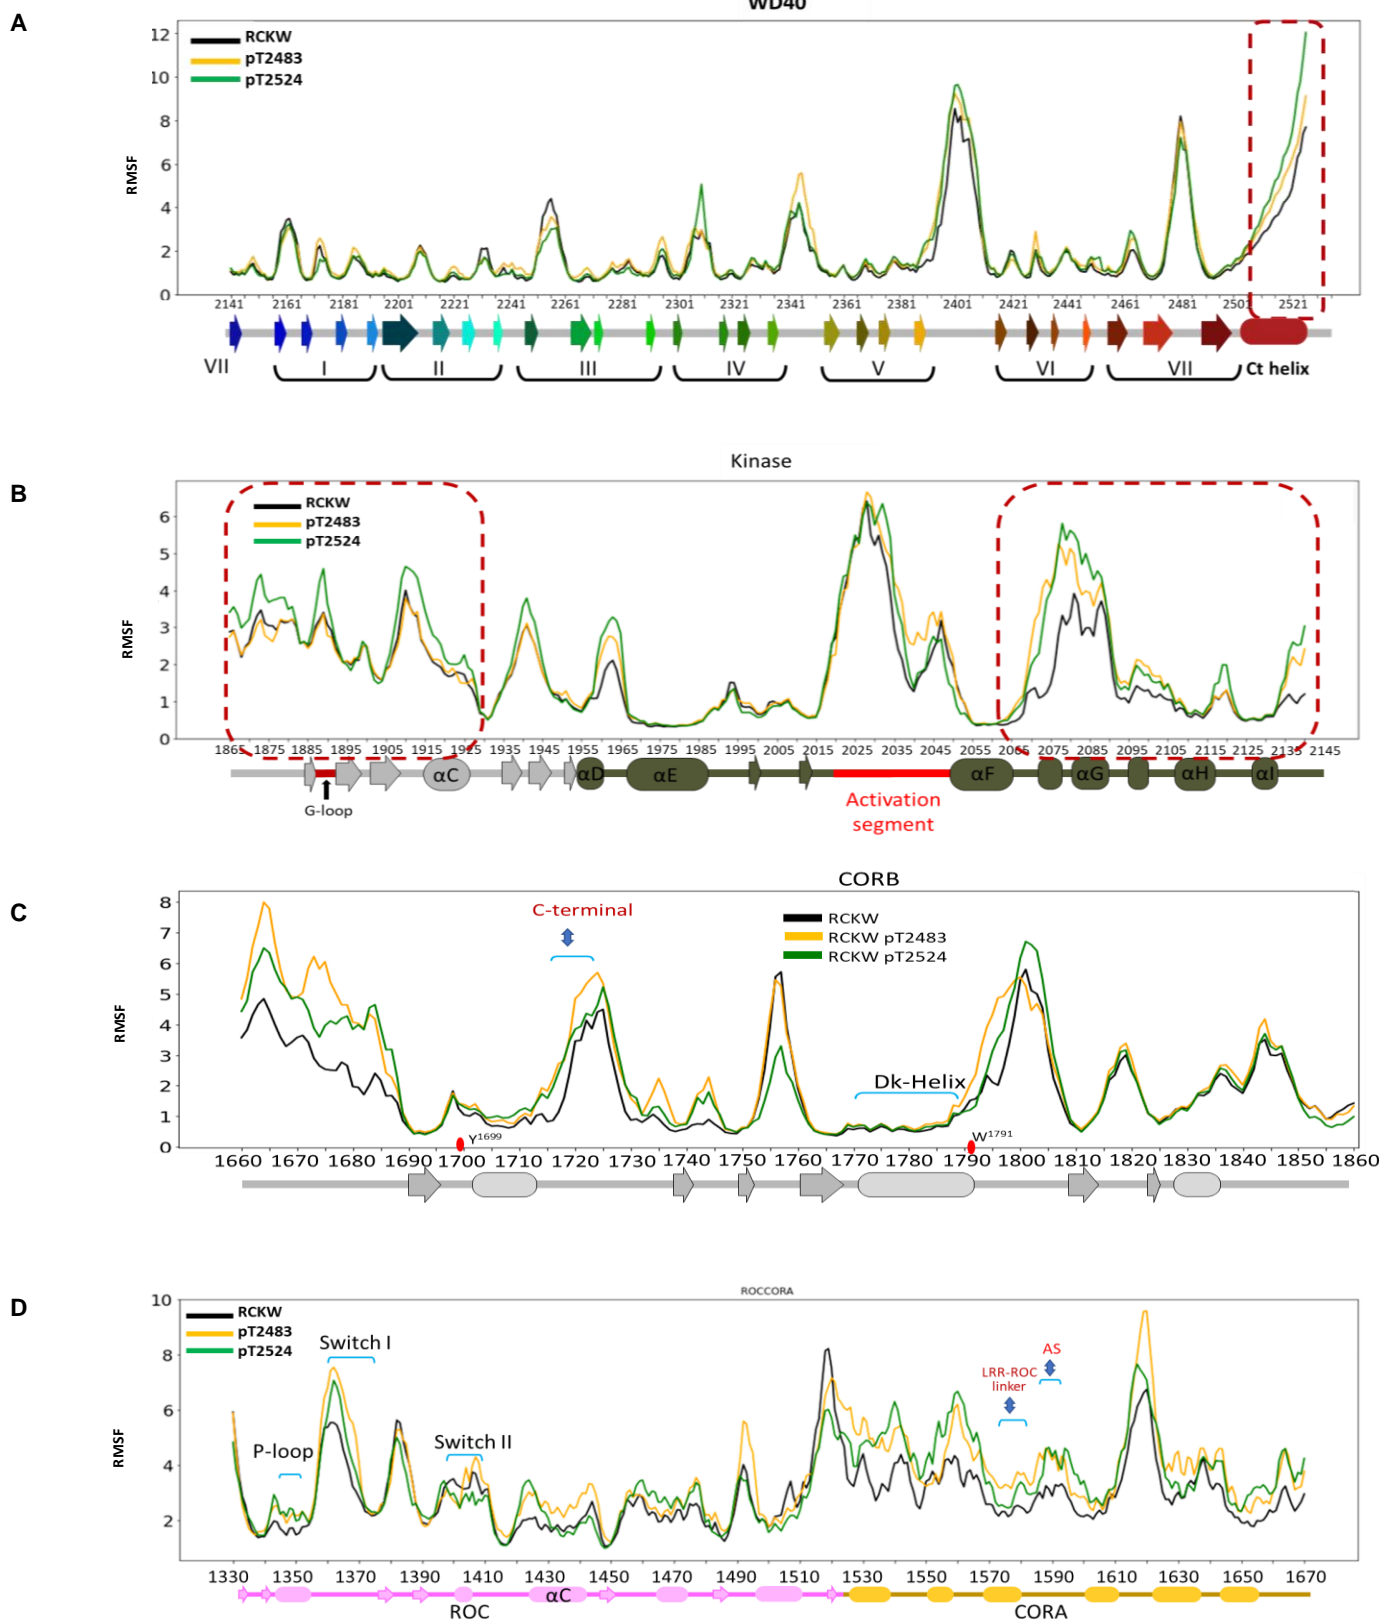 WD40
A
RCKW
pT2483
pT2524
12
10
8
6
4
2
0
RMSF
2141 2161 2181 2201 2221 2241 2261 2281 2301 2321 2341 2361 2381 2401 2421 2441 2461 2481 2501 2521
VII I II III IV V VI VII Ct helix
Kinase
B
RCKW
pT2483
pT2524
6
5
4
3
2
1
0
RMSF
1865 1875 1885 1895 1905 1915 1925 1935 1945 1955 1965 1975 1985 1995 2005 2015 2025 2035 2045 2055 2065 2075 2085 2095 2105 2115 2125 2135 2145
αC αD αE αF αG αH αI
G-loop
Activation
segment
CORB
C
C-terminal
RCKW
RCKW pT2483
RCKW pT2524
8
7
6
5
4
3
2
1
0
RMSF
Dk-Helix
Y1699
W1791
1660 1670 1680 1690 1700 1710 1720 1730 1740 1750 1760 1770 1780 1790 1800 1810 1820 1830 1840 1850 1860
ROCCORA
D
RCKW
pT2483
pT2524
10
8
6
4
2
RMSF
Switch I
P-loop
Switch II
AS
LRR-ROC
linker
1330 1350 1370 1390 1410 1430 1450 1470 1490 1510 1530 1550 1570 1590 1610 1630 1650 1670
αC
ROC CORA